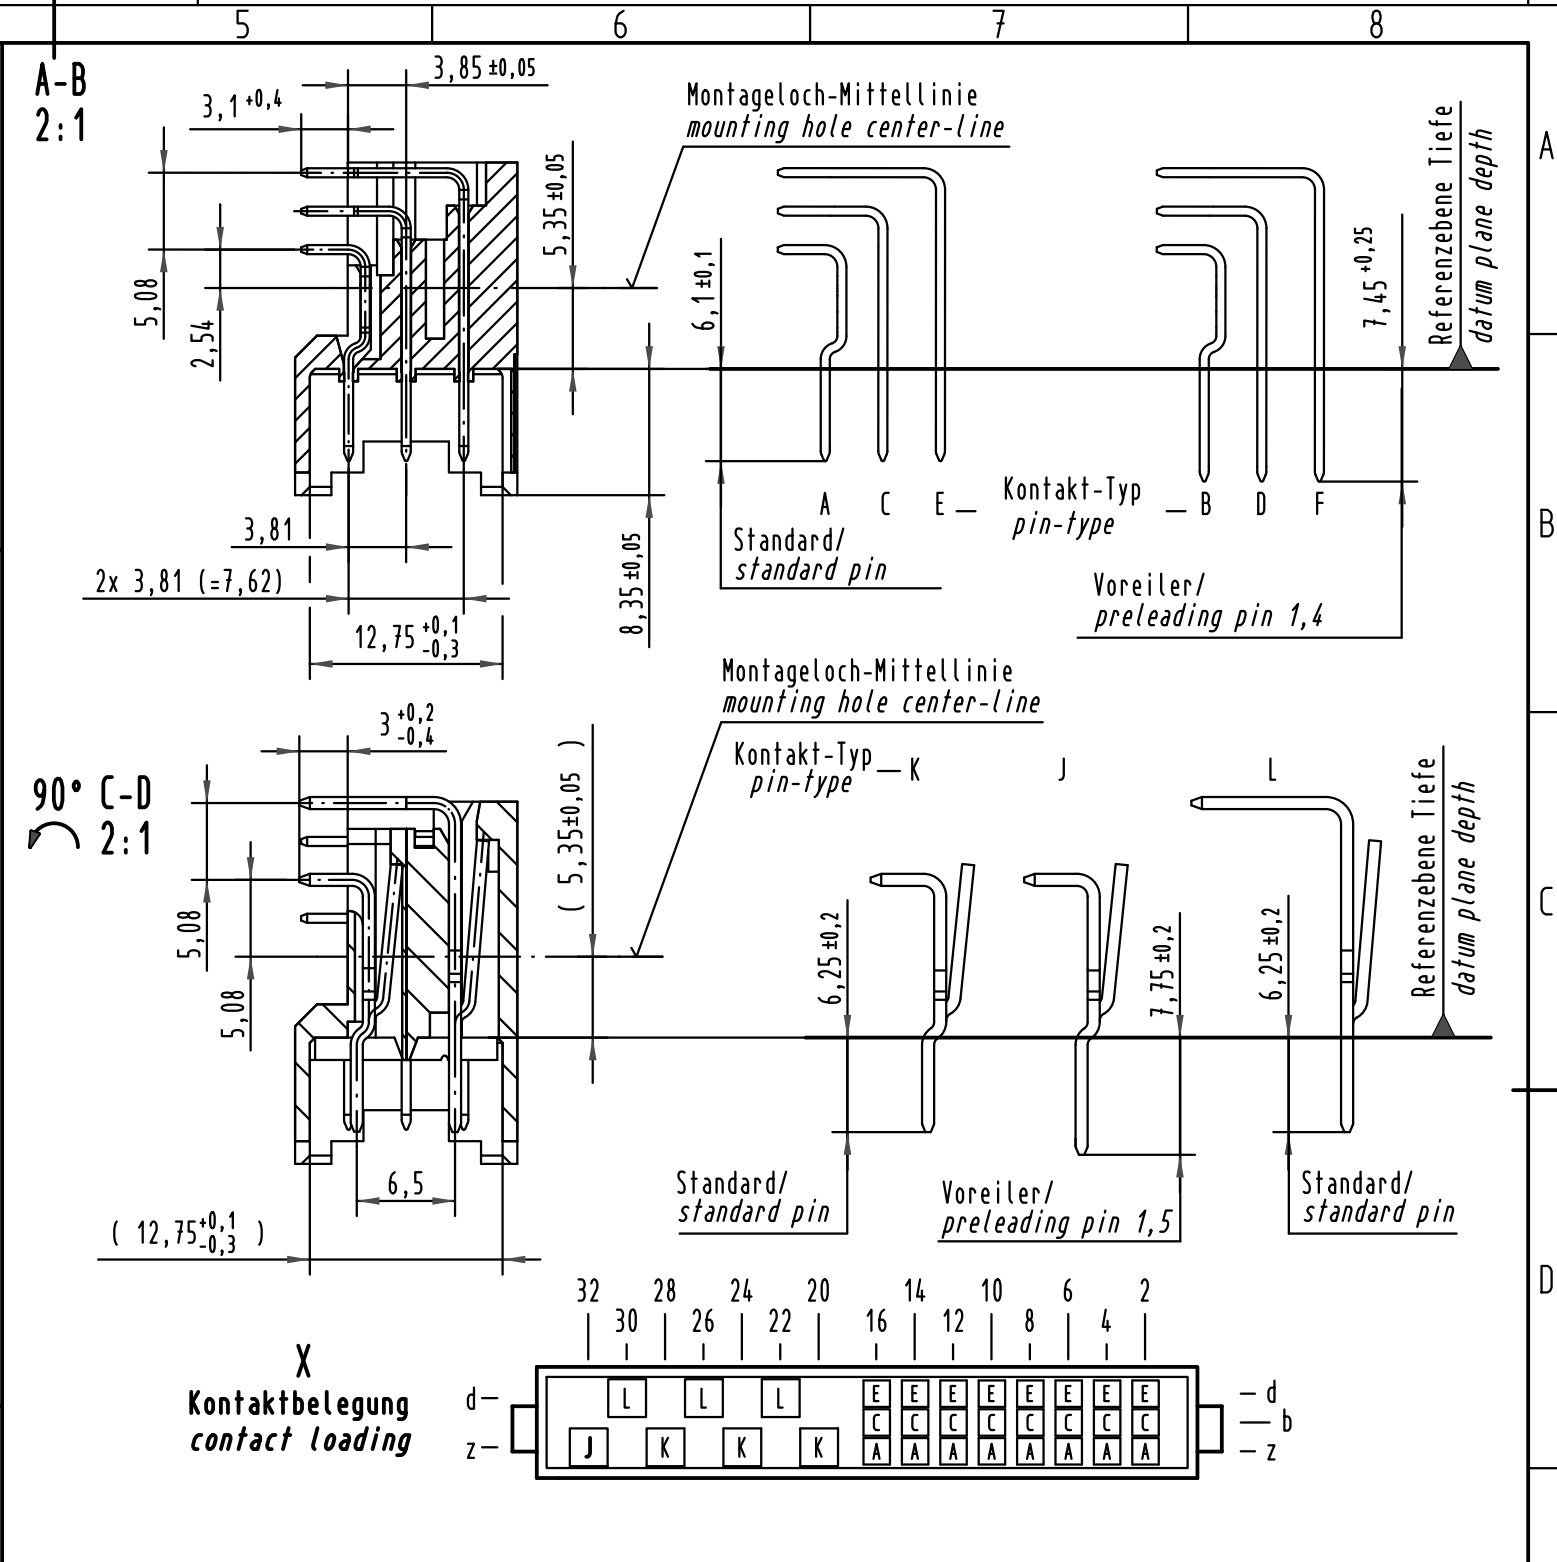 5 6 7 8
A-B
2:1
3,85 ±0,05
3,1 +0,4
Montageloch-Mittellinie
mounting hole center-line
5,35 ±0,05
5,08
2,54
6,1 ±0,1
7,45 +0,25
Referenzebene Tiefe
datum plane depth
A
B
A C E — Kontakt-Typ — B D F
pin-type
3,81
2x 3,81 (=7,62)
12,75 +0,1
-0,3
8,35 ±0,05
Standard/
standard pin
Voreiler/
preleading pin 1,4
Montageloch-Mittellinie
mounting hole center-line
3 +0,2
-0,4
( 5,35±0,05 )
Kontakt-Typ — K J L
pin-type
90° C-D
2:1
5,08
5,08
6,25 ±0,2
7,75 ±0,2
6,25 ±0,2
Referenzebene Tiefe
datum plane depth
C
6,5
( 12,75 +0,1 )
-0,3
Standard/
standard pin
Voreiler/
preleading pin 1,5
Standard/
standard pin
D
32 28 24 20 14 10 6 2
30 26 22 16 12 8 4
X
Kontaktbelegung
contact loading
d L L L E E E E E E E E d
C C C C C C C C b
z J K K K A A A A A A A A z